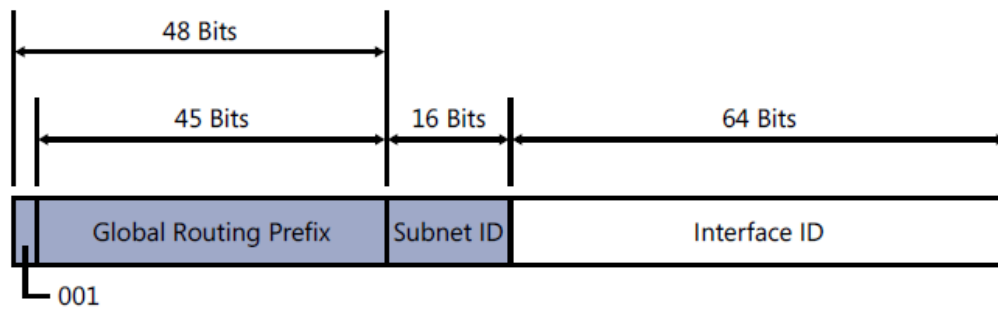 48 Bits
45 Bits 16 Bits 64 Bits
Global Routing Prefix Subnet ID Interface ID
001